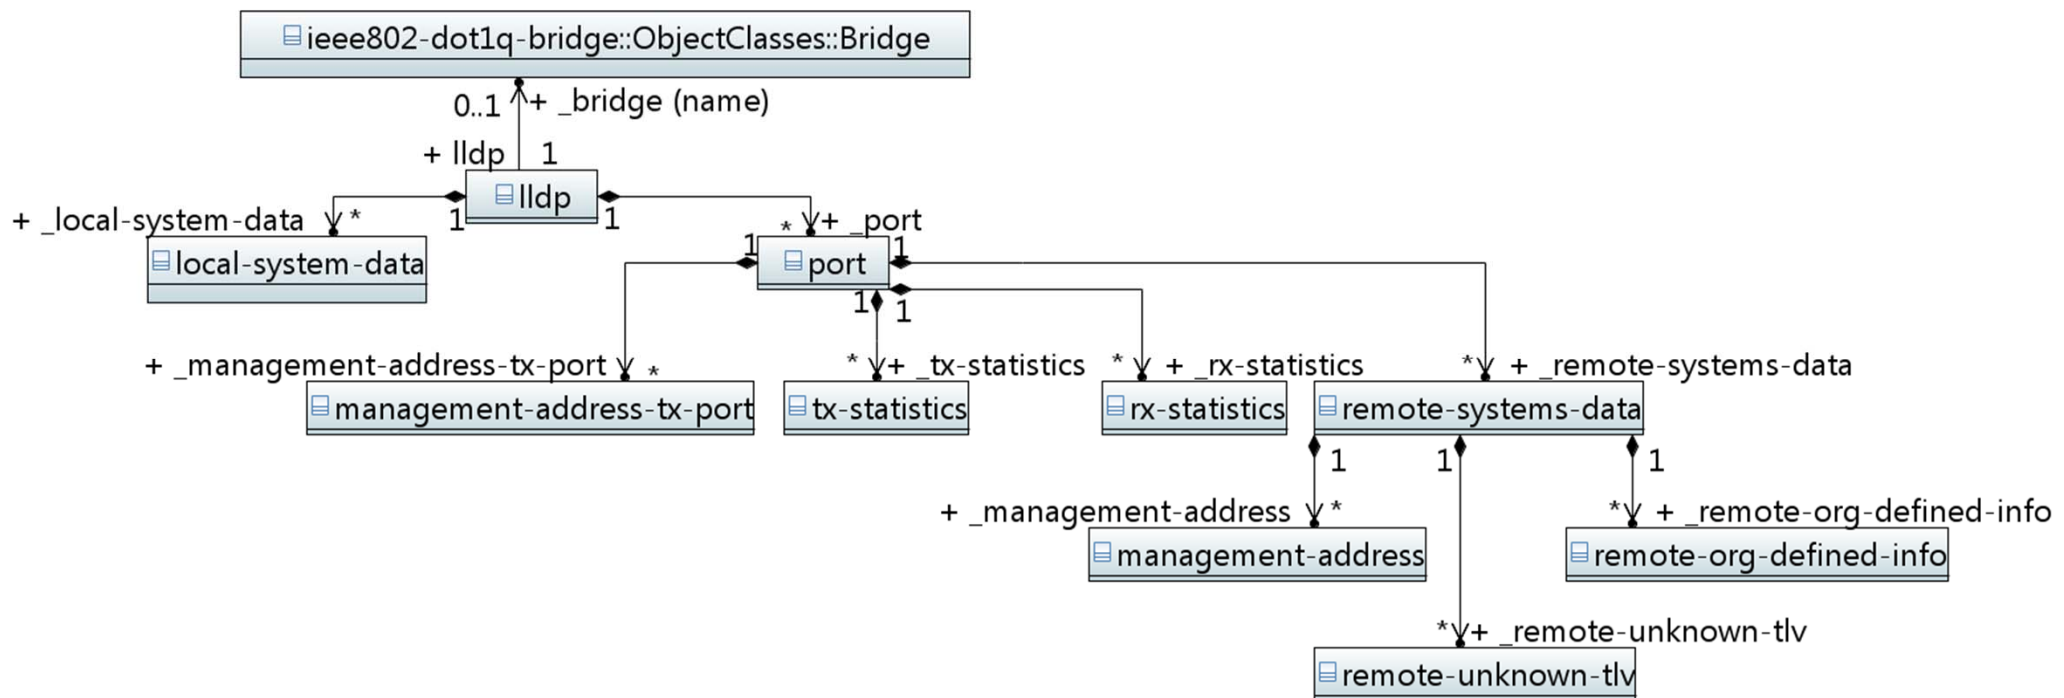 ieee802-dot1q-bridge::ObjectClasses::Bridge
0..1 + _bridge (name)
+ lldp 1
lldp
1 1
+ _local-system-data *
* + _port
local-system-data
1 port 1
1 1
+ _management-address-tx-port *
* + _tx-statistics
* + _rx-statistics
* + _remote-systems-data
management-address-tx-port
tx-statistics
rx-statistics
remote-systems-data
1 1 1
+ _management-address *
* + _remote-org-defined-info
management-address
remote-org-defined-info
* + _remote-unknown-tlv
remote-unknown-tlv